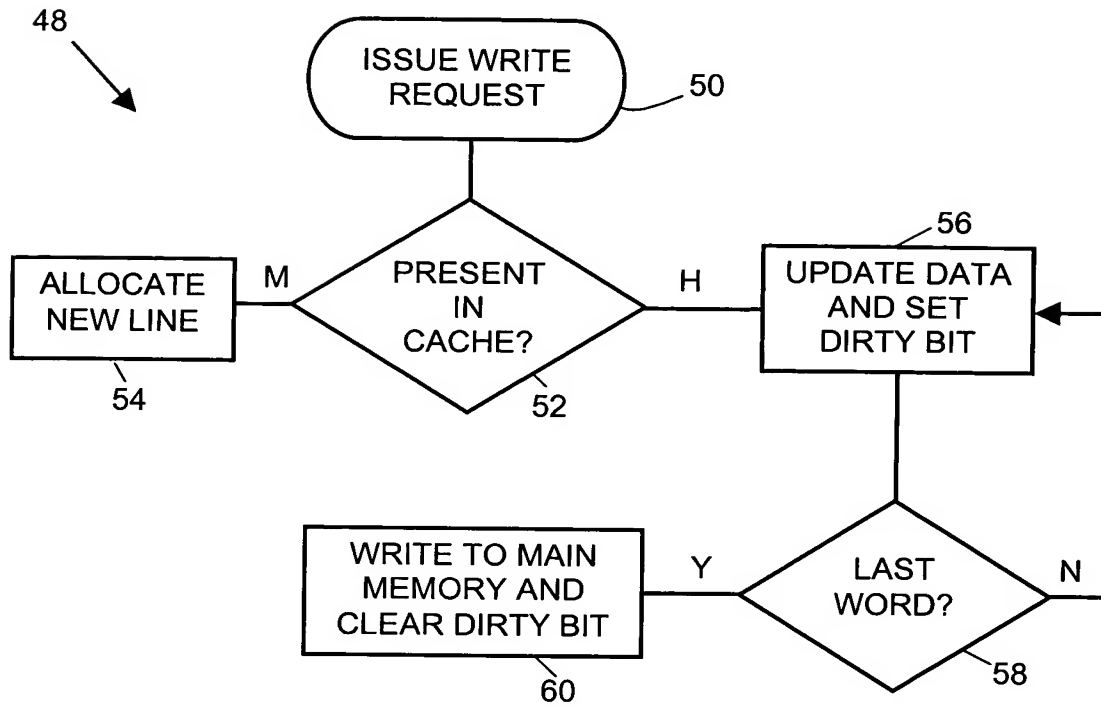 48
ISSUE WRITE
REQUEST
50
PRESENT
IN
CACHE?
52
M
ALLOCATE
NEW LINE
54
H
56
UPDATE DATA
AND SET
DIRTY BIT
LAST
WORD?
58
N
Y
WRITE TO MAIN
MEMORY AND
CLEAR DIRTY BIT
60